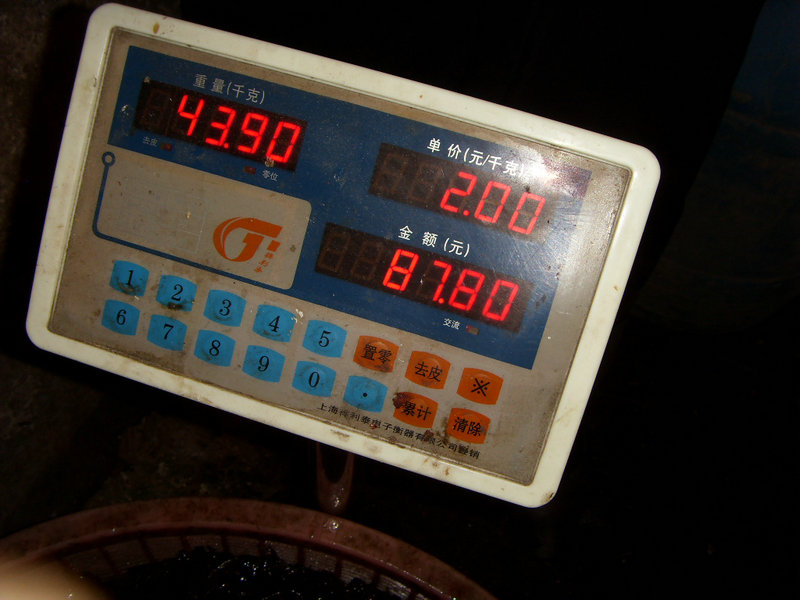 重量(千克)
43.90
去皮
零位
单价(元/千克)
2.00
金额(元)
87.80
交流
1 2 3 4 5 置零 去皮 ※
6 7 8 9 0 . 累计 清除